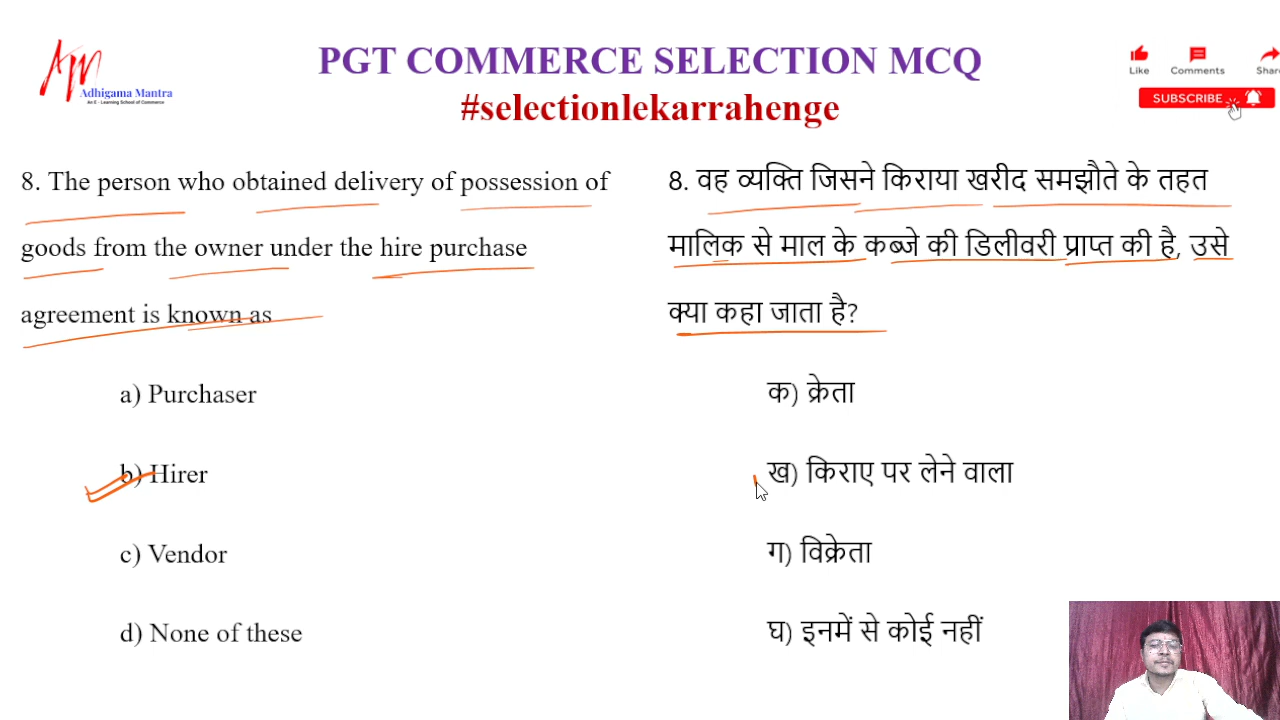 PGT COMMERCE SELECTION MCQ
#selectionlekarrahenge
Adhigama Mantra
An E - Learning School of Commerce
Like
Comments
Shar
SUBSCRIBE
8. The person who obtained delivery of possession of
goods from the owner under the hire purchase
agreement is known as
a) Purchaser
b) Hirer
c) Vendor
d) None of these
8. वह व्यक्ति जिसने किराया खरीद समझौते के तहत
मालिक से माल के कब्जे की डिलीवरी प्राप्त की है, उसे
क्या कहा जाता है?
क) क्रेता
ख) किराए पर लेने वाला
ग) विक्रेता
घ) इनमें से कोई नहीं